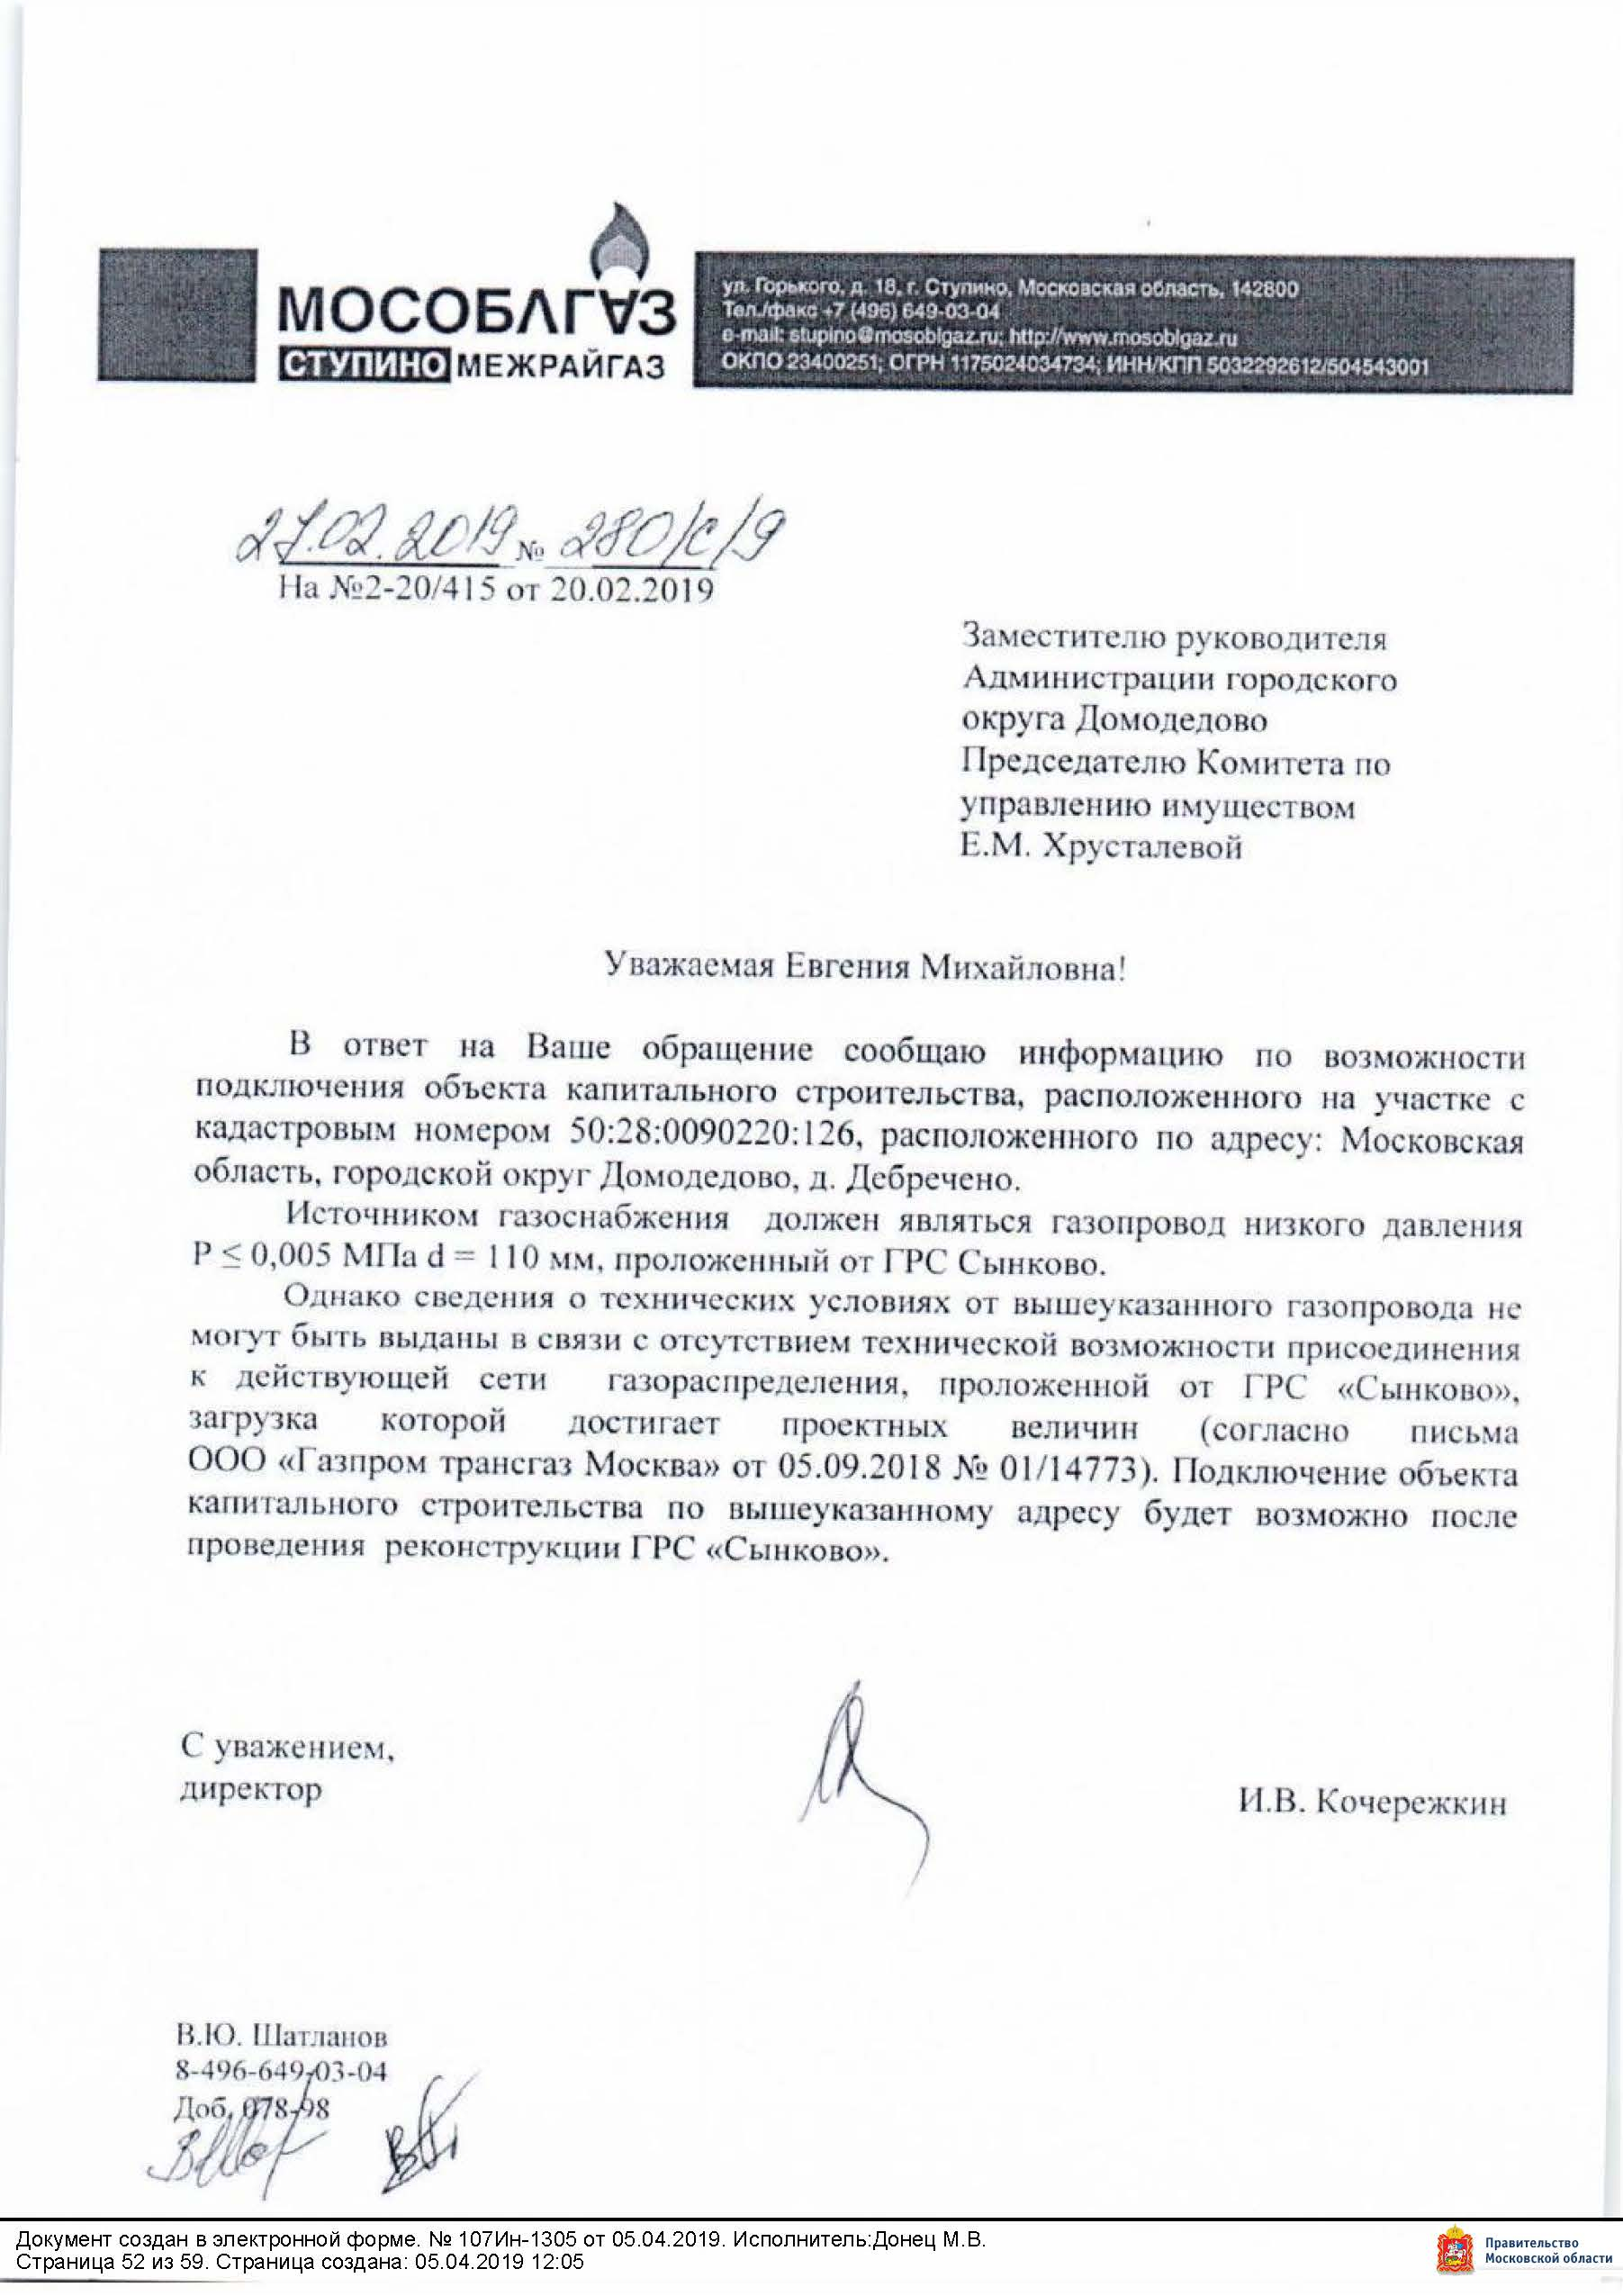 МОСОБЛГАЗ
СТУПИНО МЕЖРАЙГАЗ
ул. Горького, д. 18, г. Ступино, Московская область, 142800
Тел./факс +7 (496) 649-03-04
e-mail: stupino@mosoblgaz.ru; http://www.mosoblgaz.ru
ОКПО 23400251; ОГРН 1175024034734; ИНН/КПП 5032292612/504543001
27.02.2019 № 280/с/9
На №2-20/415 от 20.02.2019
Заместителю руководителя
Администрации городского
округа Домодедово
Председателю Комитета по
управлению имуществом
Е.М. Хрусталевой
Уважаемая Евгения Михайловна!
В ответ на Ваше обращение сообщаю информацию по возможности
подключения объекта капитального строительства, расположенного на участке с
кадастровым номером 50:28:0090220:126, расположенного по адресу: Московская
область, городской округ Домодедово, д. Дебречено.
Источником газоснабжения должен являться газопровод низкого давления
Р ≤ 0,005 МПа d = 110 мм, проложенный от ГРС Сынково.
Однако сведения о технических условиях от вышеуказанного газопровода не
могут быть выданы в связи с отсутствием технической возможности присоединения
к действующей сети газораспределения, проложенной от ГРС «Сынково»,
загрузка которой достигает проектных величин (согласно письма
ООО «Газпром трансгаз Москва» от 05.09.2018 № 01/14773). Подключение объекта
капитального строительства по вышеуказанному адресу будет возможно после
проведения реконструкции ГРС «Сынково».
С уважением,
директор
И.В. Кочережкин
В.Ю. Шатланов
8-496-649-03-04
Доб. 078-98
Документ создан в электронной форме. № 107Ин-1305 от 05.04.2019. Исполнитель:Донец М.В.
Страница 52 из 59. Страница создана: 05.04.2019 12:05
Правительство
Московской области